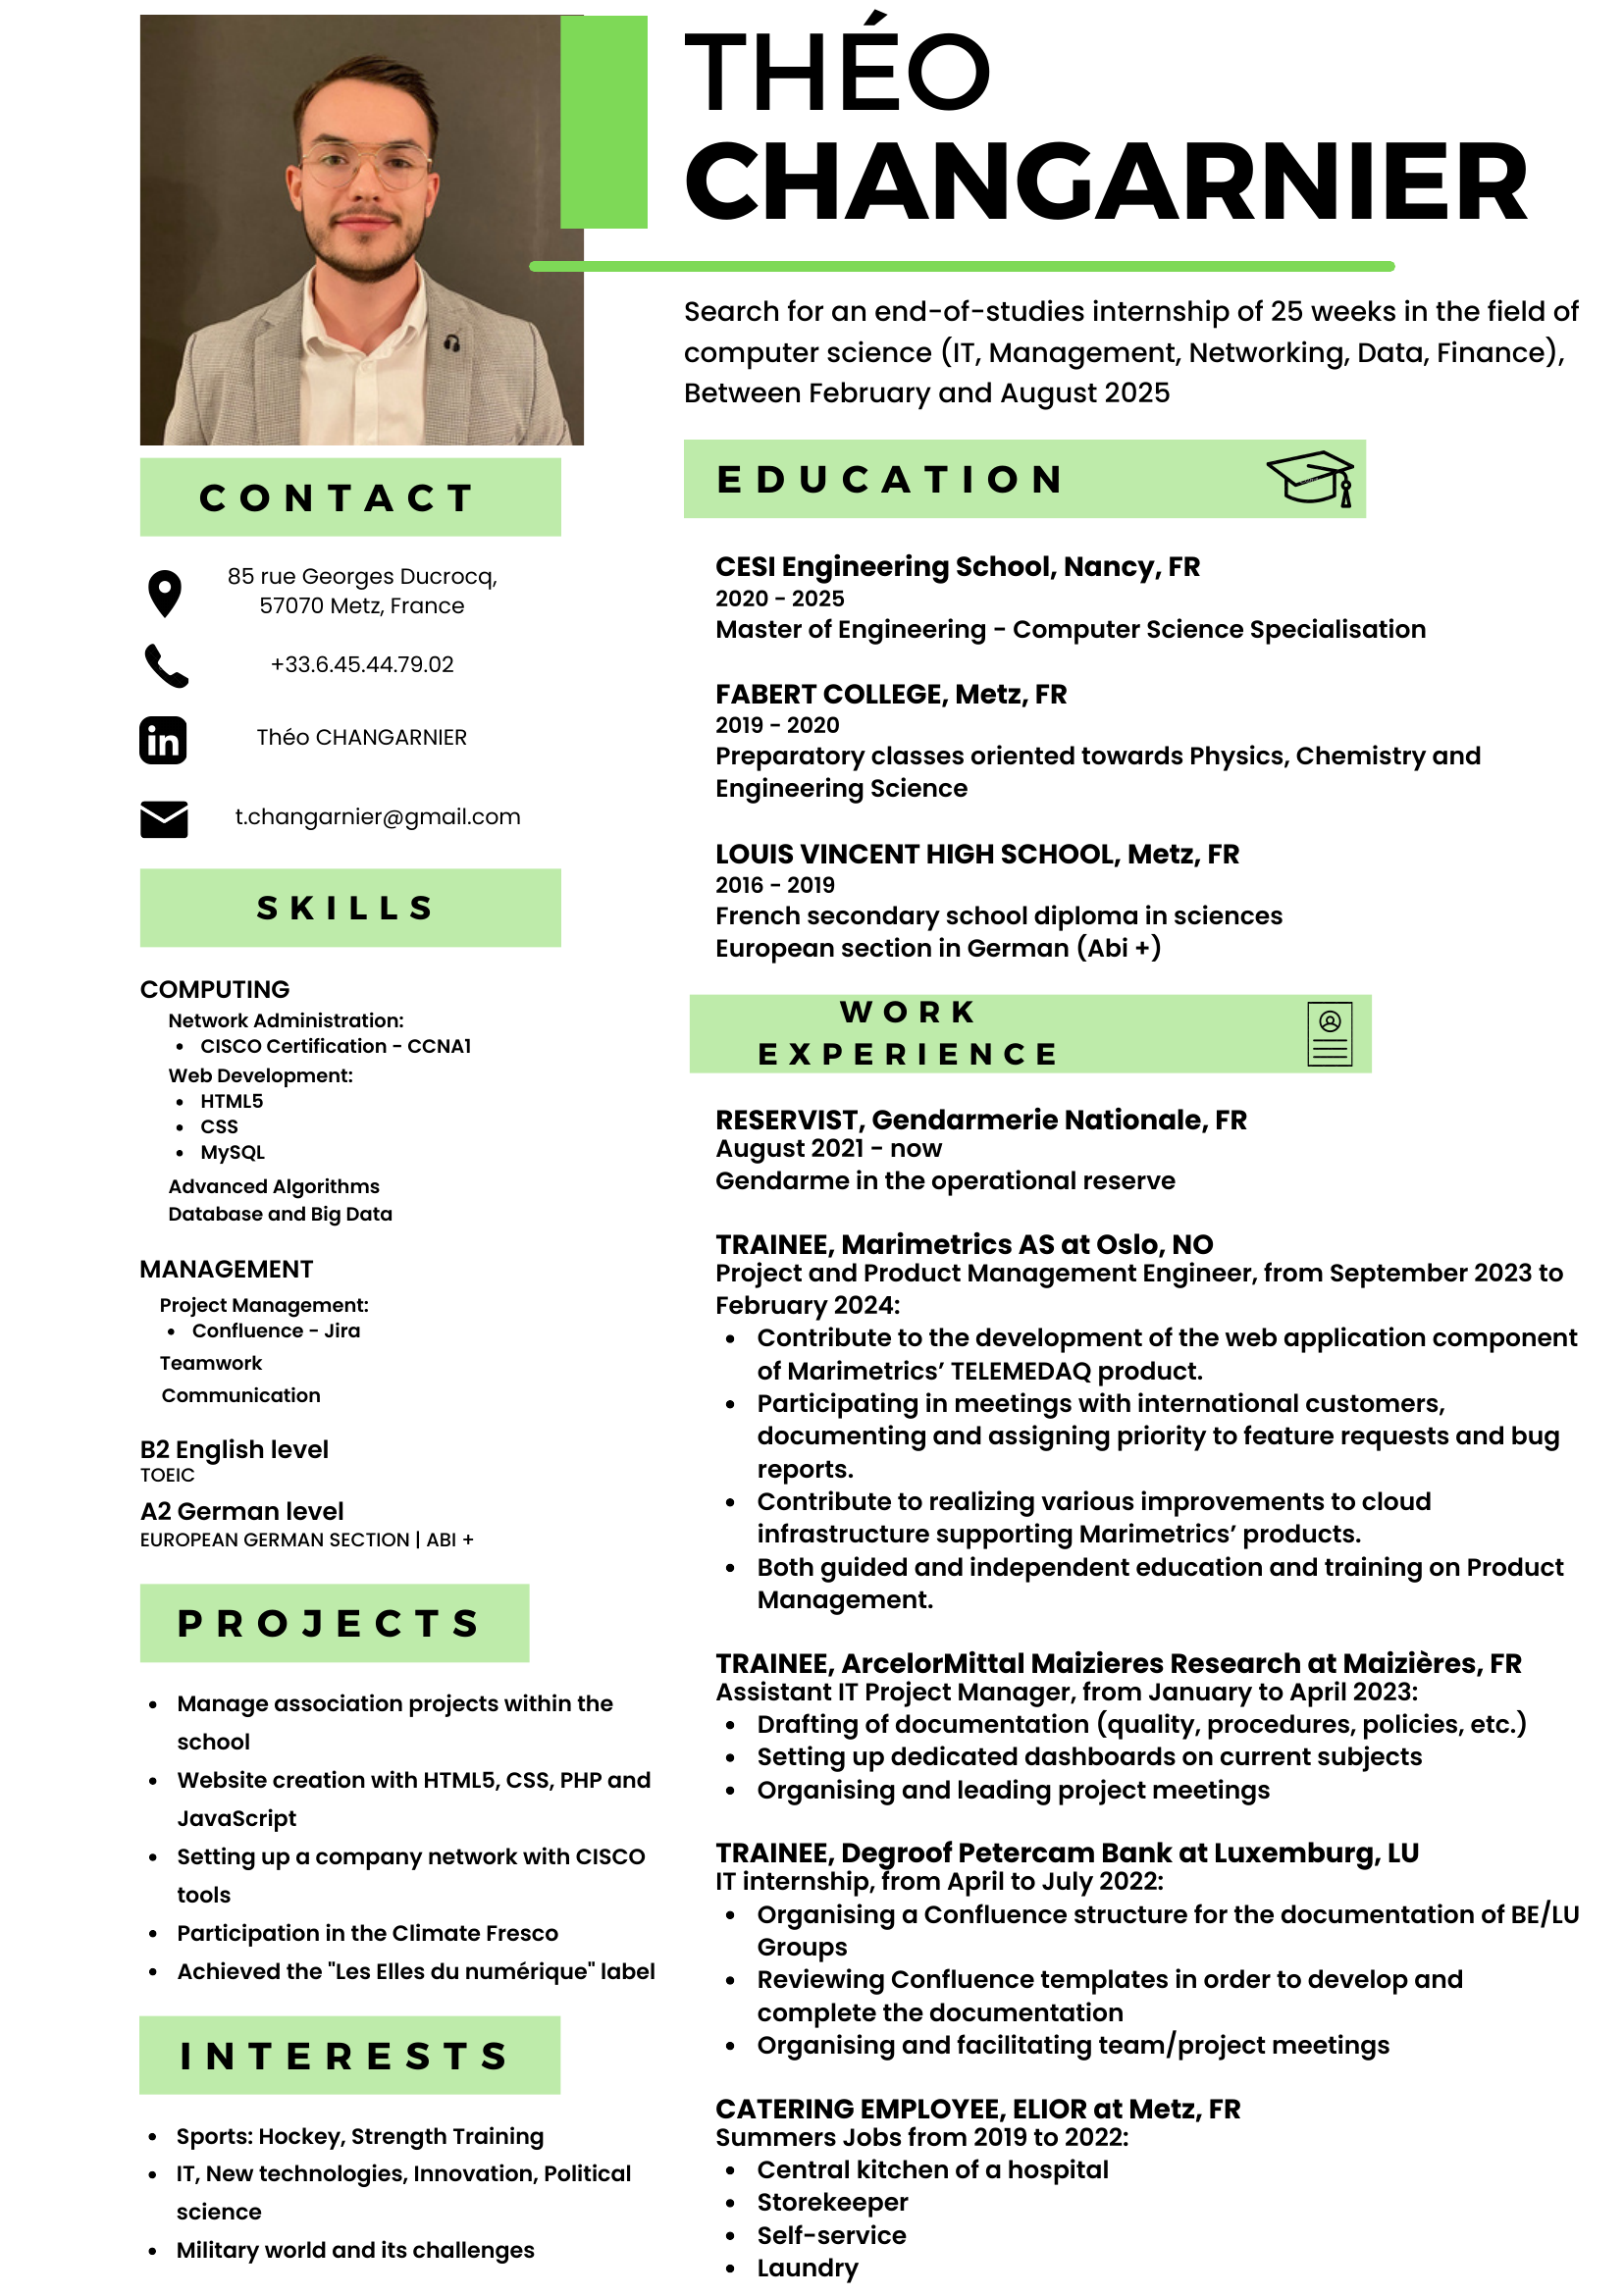 THÉO
CHANGARNIER
Search for an end-of-studies internship of 25 weeks in the field of
computer science (IT, Management, Networking, Data, Finance),
Between February and August 2025
CONTACT
85 rue Georges Ducrocq,
57070 Metz, France
+33.6.45.44.79.02
in
Théo CHANGARNIER
t.changarnier@gmail.com
SKILLS
COMPUTING
Network Administration:
• CISCO Certification - CCNA1
Web Development:
• HTML5
• CSS
• MySQL
Advanced Algorithms
Database and Big Data
MANAGEMENT
Project Management:
• Confluence - Jira
Teamwork
Communication
B2 English level
TOEIC
A2 German level
EUROPEAN GERMAN SECTION | ABI +
PROJECTS
• Manage association projects within the
school
• Website creation with HTML5, CSS, PHP and
JavaScript
• Setting up a company network with CISCO
tools
• Participation in the Climate Fresco
• Achieved the "Les Elles du numérique" label
INTERESTS
• Sports: Hockey, Strength Training
• IT, New technologies, Innovation, Political
science
• Military world and its challenges
EDUCATION
CESI Engineering School, Nancy, FR
2020 - 2025
Master of Engineering - Computer Science Specialisation
FABERT COLLEGE, Metz, FR
2019 - 2020
Preparatory classes oriented towards Physics, Chemistry and
Engineering Science
LOUIS VINCENT HIGH SCHOOL, Metz, FR
2016 - 2019
French secondary school diploma in sciences
European section in German (Abi +)
WORK
EXPERIENCE
RESERVIST, Gendarmerie Nationale, FR
August 2021 - now
Gendarme in the operational reserve
TRAINEE, Marimetrics AS at Oslo, NO
Project and Product Management Engineer, from September 2023 to
February 2024:
• Contribute to the development of the web application component
of Marimetrics’ TELEMEDAQ product.
• Participating in meetings with international customers,
documenting and assigning priority to feature requests and bug
reports.
• Contribute to realizing various improvements to cloud
infrastructure supporting Marimetrics’ products.
• Both guided and independent education and training on Product
Management.
TRAINEE, ArcelorMittal Maizieres Research at Maizières, FR
Assistant IT Project Manager, from January to April 2023:
• Drafting of documentation (quality, procedures, policies, etc.)
• Setting up dedicated dashboards on current subjects
• Organising and leading project meetings
TRAINEE, Degroof Petercam Bank at Luxemburg, LU
IT internship, from April to July 2022:
• Organising a Confluence structure for the documentation of BE/LU
Groups
• Reviewing Confluence templates in order to develop and
complete the documentation
• Organising and facilitating team/project meetings
CATERING EMPLOYEE, ELIOR at Metz, FR
Summers Jobs from 2019 to 2022:
• Central kitchen of a hospital
• Storekeeper
• Self-service
• Laundry